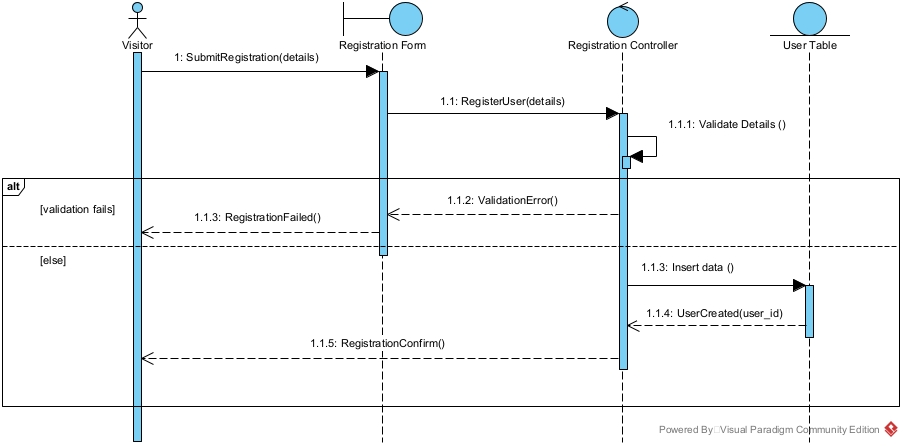 Visitor
Registration Form
Registration Controller
User Table
1: SubmitRegistration(details)
1.1: RegisterUser(details)
1.1.1: Validate Details ()
alt
[validation fails]
1.1.2: ValidationError()
1.1.3: RegistrationFailed()
[else]
1.1.3: Insert data ()
1.1.4: UserCreated(user_id)
1.1.5: RegistrationConfirm()
Powered By Visual Paradigm Community Edition